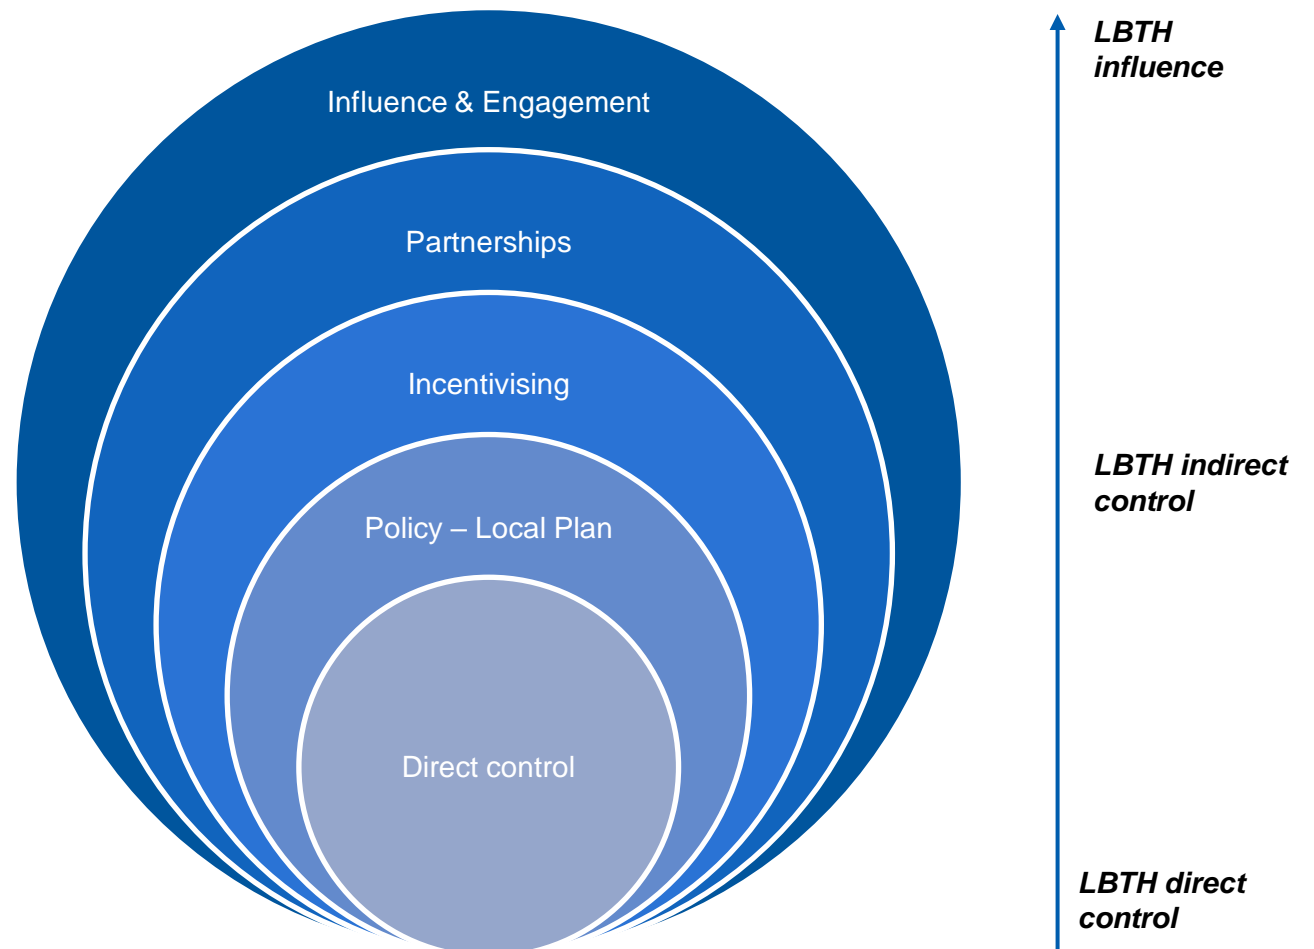 Influence & Engagement
Partnerships
Incentivising
Policy – Local Plan
Direct control
LBTH
influence
LBTH indirect
control
LBTH direct
control